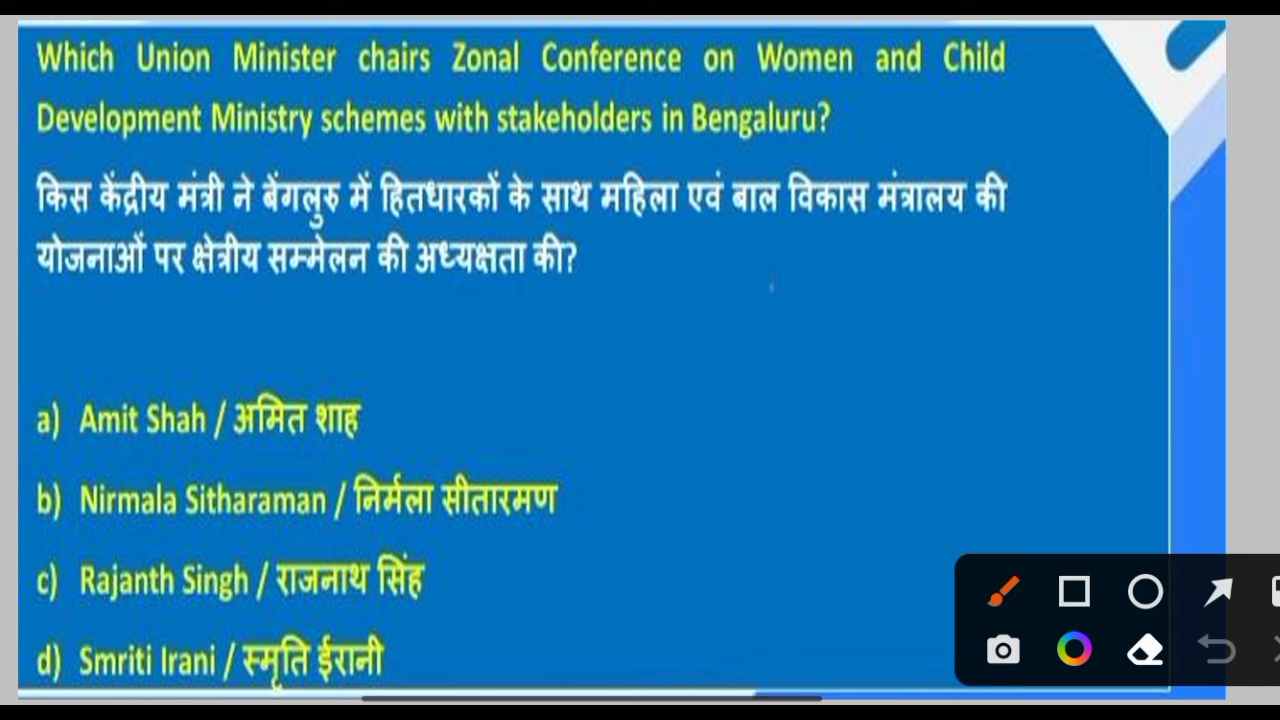 Which Union Minister chairs Zonal Conference on Women and Child
Development Ministry schemes with stakeholders in Bengaluru?
किस केंद्रीय मंत्री ने बेंगलुरु में हितधारकों के साथ महिला एवं बाल विकास मंत्रालय की
योजनाओं पर क्षेत्रीय सम्मेलन की अध्यक्षता की?
a) Amit Shah / अमित शाह
b) Nirmala Sitharaman / निर्मला सीतारमण
c) Rajanth Singh / राजनाथ सिंह
d) Smriti Irani / स्मृति ईरानी